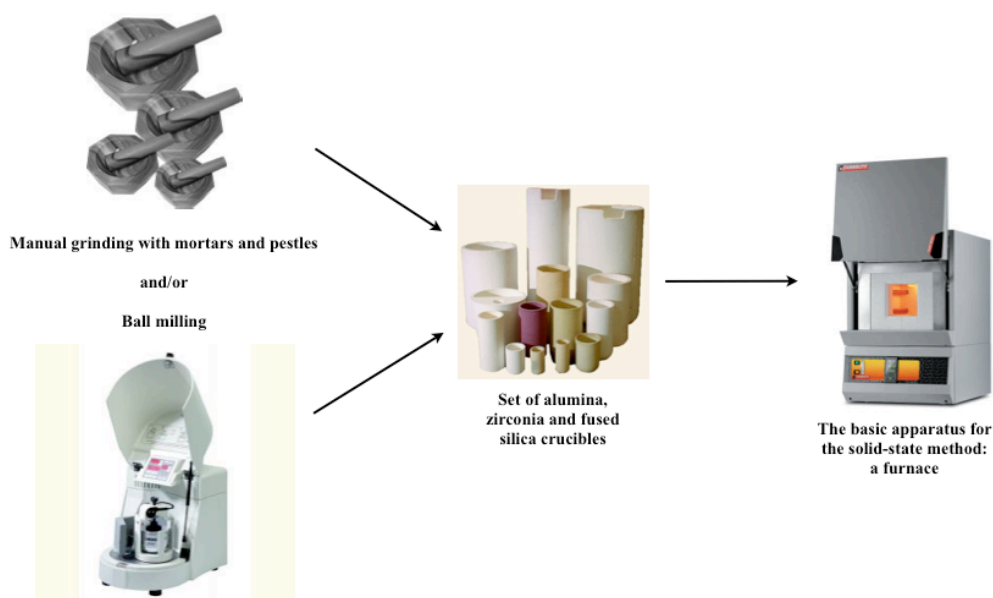 Manual grinding with mortars and pestles
and/or
Ball milling
Set of alumina,
zirconia and fused
silica crucibles
The basic apparatus for
the solid-state method:
a furnace